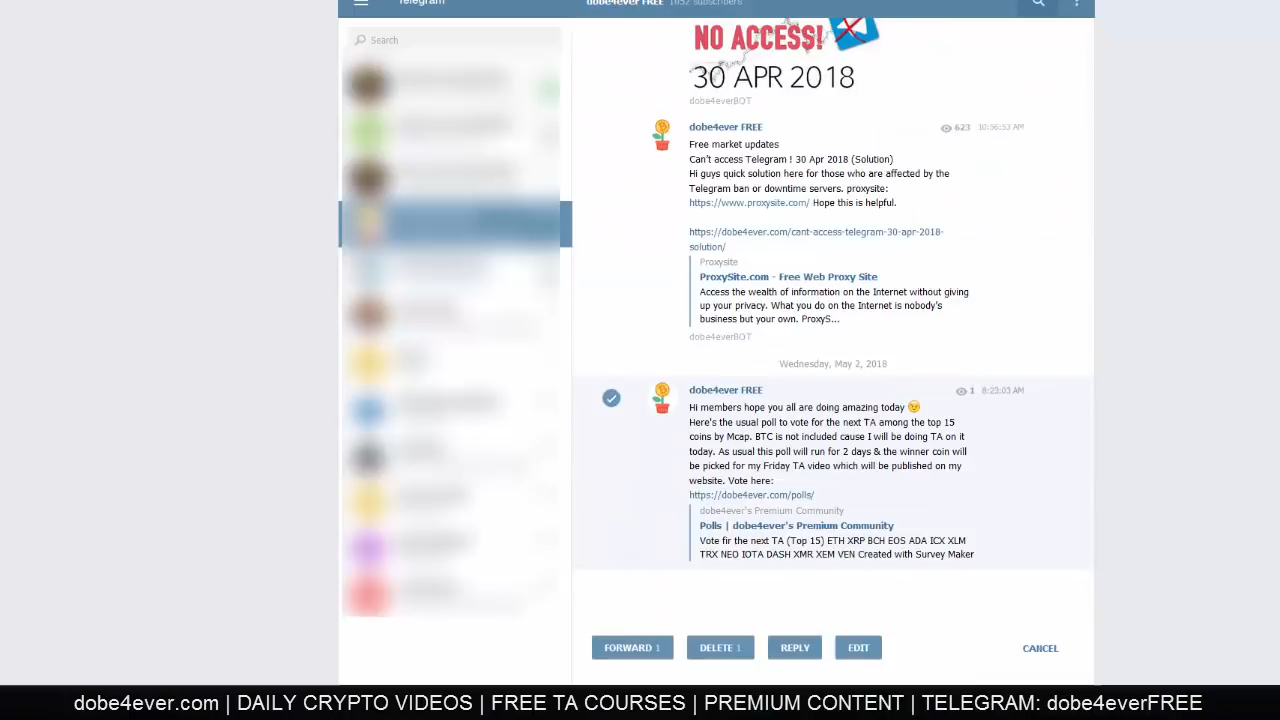 Telegram
dobe4ever FREE 1052 subscribers
Search
NO ACCESS!
30 APR 2018
dobe4everBOT
dobe4ever FREE
623 10:56:53 AM
Free market updates
Can't access Telegram ! 30 Apr 2018 (Solution)
Hi guys quick solution here for those who are affected by the
Telegram ban or downtime servers. proxysite:
https://www.proxysite.com/ Hope this is helpful.
https://dobe4ever.com/cant-access-telegram-30-apr-2018-
solution/
Proxysite
ProxySite.com - Free Web Proxy Site
Access the wealth of information on the Internet without giving
up your privacy. What you do on the Internet is nobody's
business but your own. ProxyS...
dobe4everBOT
Wednesday, May 2, 2018
dobe4ever FREE
1 8:23:03 AM
Hi members hope you all are doing amazing today 😉
Here's the usual poll to vote for the next TA among the top 15
coins by Mcap. BTC is not included cause I will be doing TA on it
today. As usual this poll will run for 2 days & the winner coin will
be picked for my Friday TA video which will be published on my
website. Vote here:
https://dobe4ever.com/polls/
dobe4ever's Premium Community
Polls | dobe4ever's Premium Community
Vote fir the next TA (Top 15) ETH XRP BCH EOS ADA ICX XLM
TRX NEO IOTA DASH XMR XEM VEN Created with Survey Maker
FORWARD 1 DELETE 1 REPLY EDIT CANCEL
dobe4ever.com | DAILY CRYPTO VIDEOS | FREE TA COURSES | PREMIUM CONTENT | TELEGRAM: dobe4everFREE